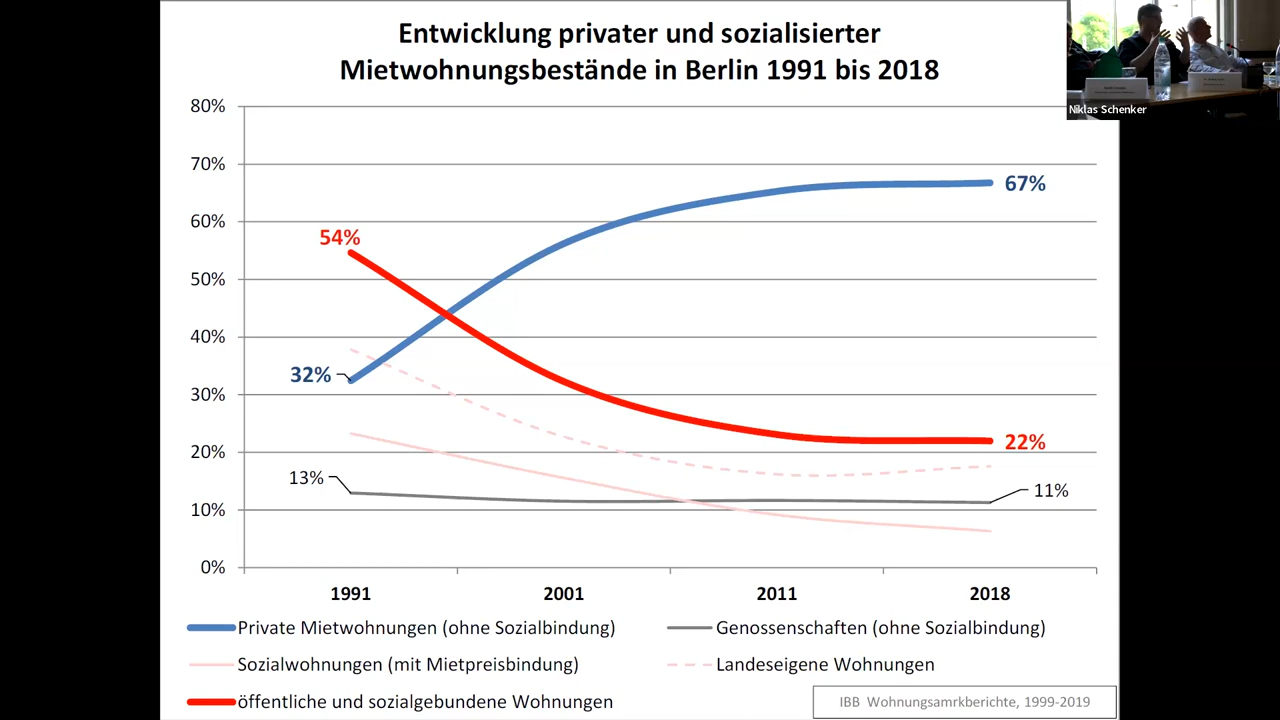 Entwicklung privater und sozialisierter
Mietwohnungsbestände in Berlin 1991 bis 2018
Niklas Schenker
80%
70%
60%
50%
40%
30%
20%
10%
0%
67%
54%
32%
22%
13%
11%
1991 2001 2011 2018
Private Mietwohnungen (ohne Sozialbindung)
Genossenschaften (ohne Sozialbindung)
Sozialwohnungen (mit Mietpreisbindung)
Landeseigene Wohnungen
öffentliche und sozialgebundene Wohnungen
IBB Wohnungsamrkberichte, 1999-2019